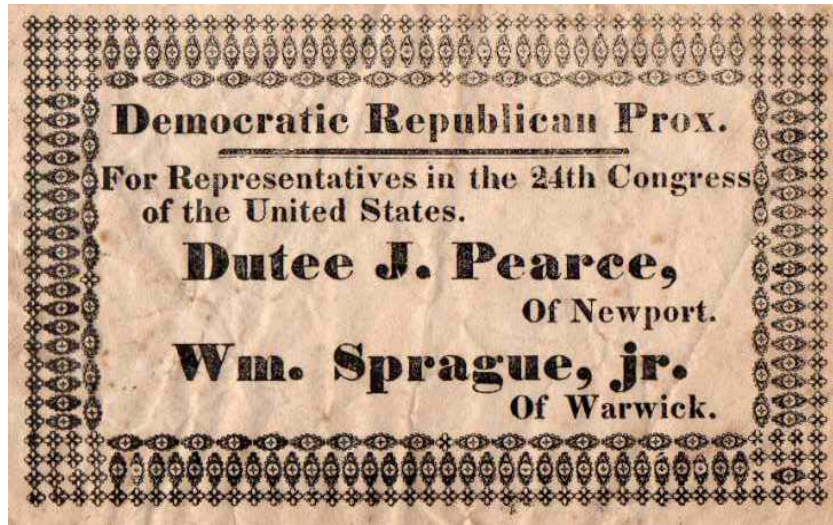 Democratic Republican Prox.
For Representatives in the 24th Congress
of the United States.
Dutee J. Pearce,
Of Newport.
Wm. Sprague, jr.
Of Warwick.